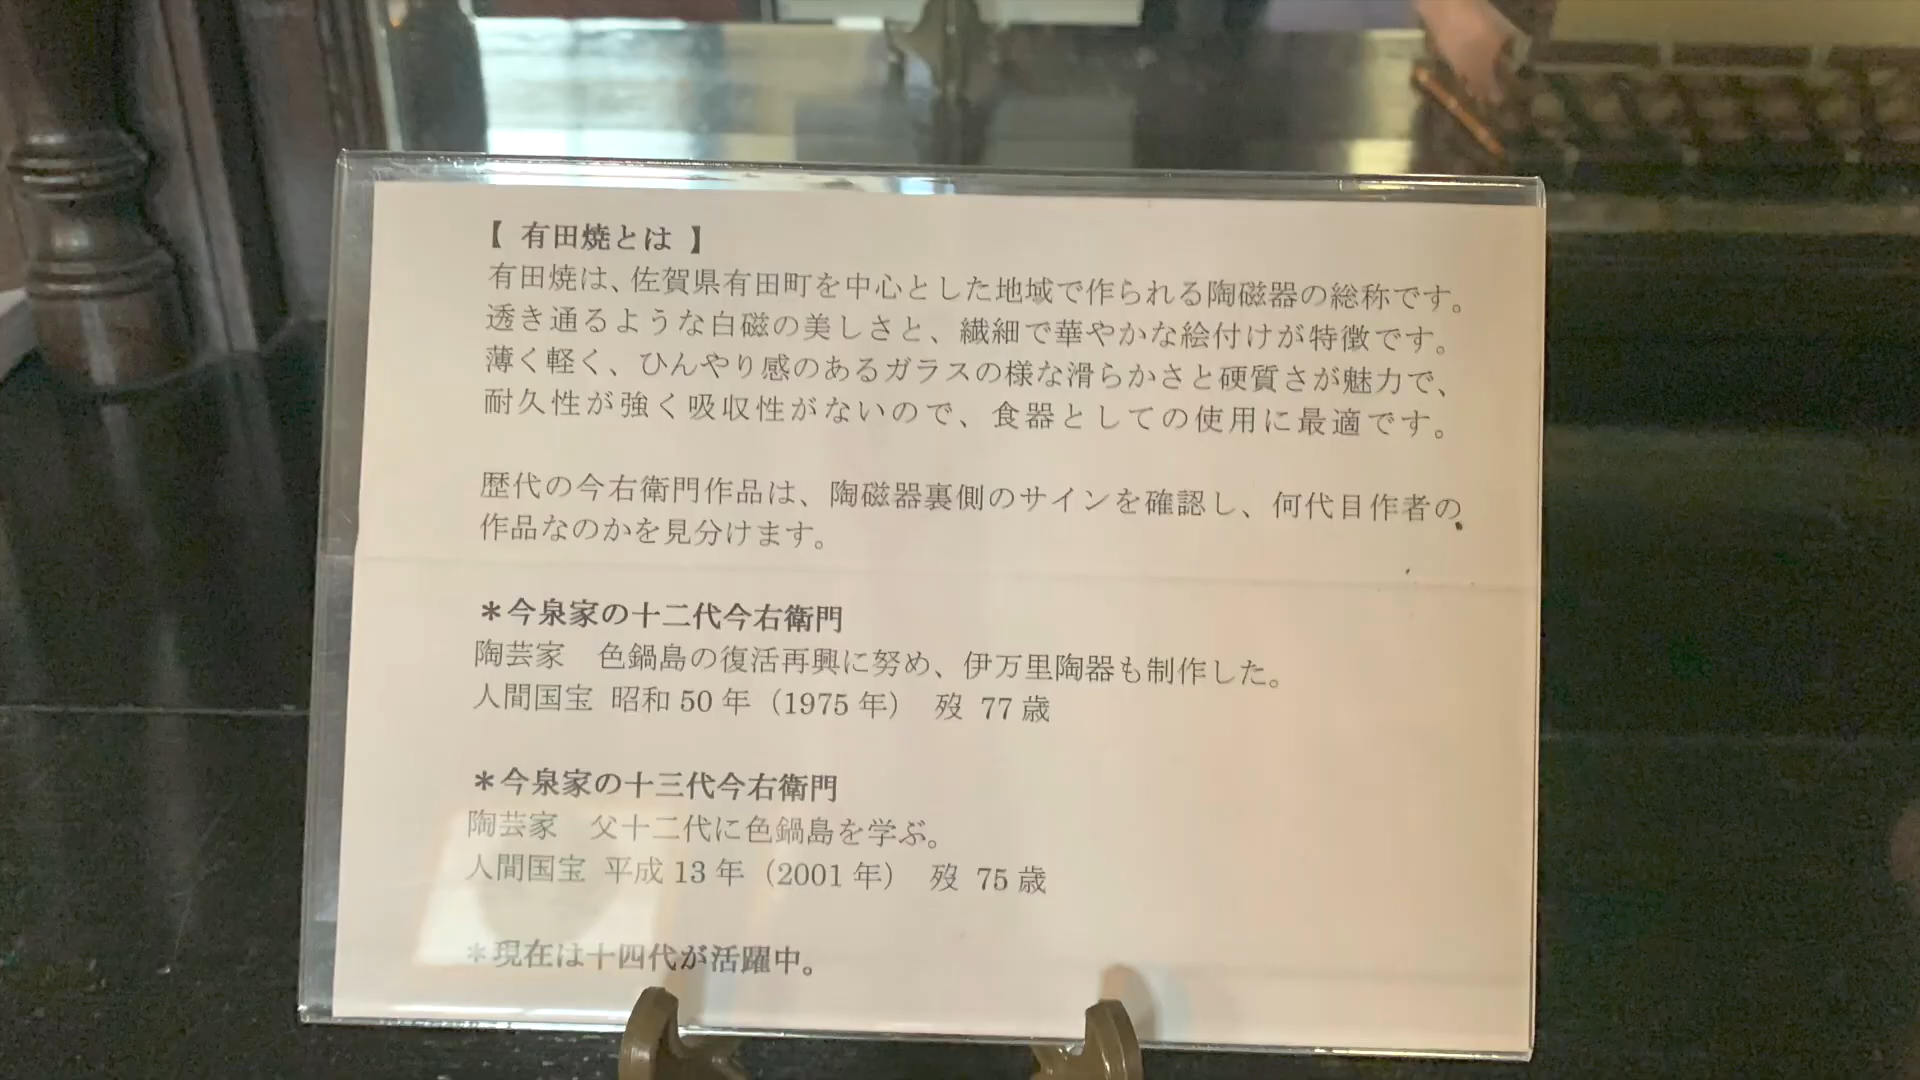 【 有田焼とは 】
有田焼は、佐賀県有田町を中心とした地域で作られる陶磁器の総称です。
透き通るような白磁の美しさと、繊細で華やかな絵付けが特徴です。
薄く軽く、ひんやり感のあるガラスの様な滑らかさと硬質さが魅力で、
耐久性が強く吸収性がないので、食器としての使用に最適です。
歴代の今右衛門作品は、陶磁器裏側のサインを確認し、何代目作者の
作品なのかを見分けます。
＊今泉家の十二代今右衛門
陶芸家　色鍋島の復活再興に努め、伊万里陶器も制作した。
人間国宝 昭和 50 年（1975 年）　歿 77 歳
＊今泉家の十三代今右衛門
陶芸家　父十二代に色鍋島を学ぶ。
人間国宝 平成 13 年（2001 年）　歿 75 歳
＊現在は十四代が活躍中。